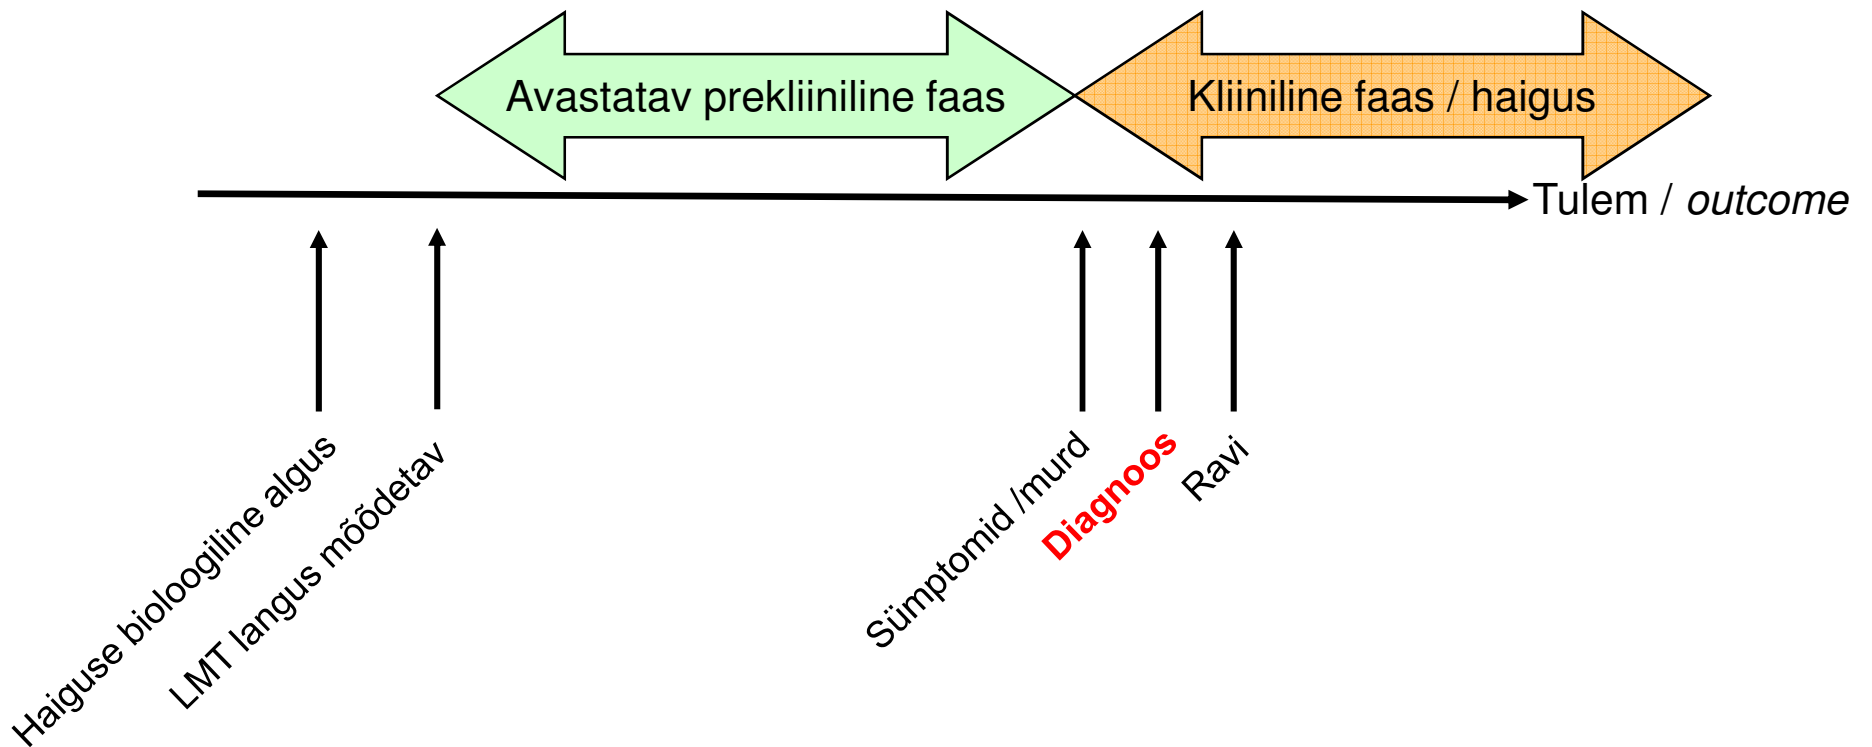 Avastatav prekliiniline faas
Kliiniline faas / haigus
Tulem / outcome
Haiguse bioloogiline algus
LMT langus mõõdetav
Sümptomid /murd
Diagnoos
Ravi